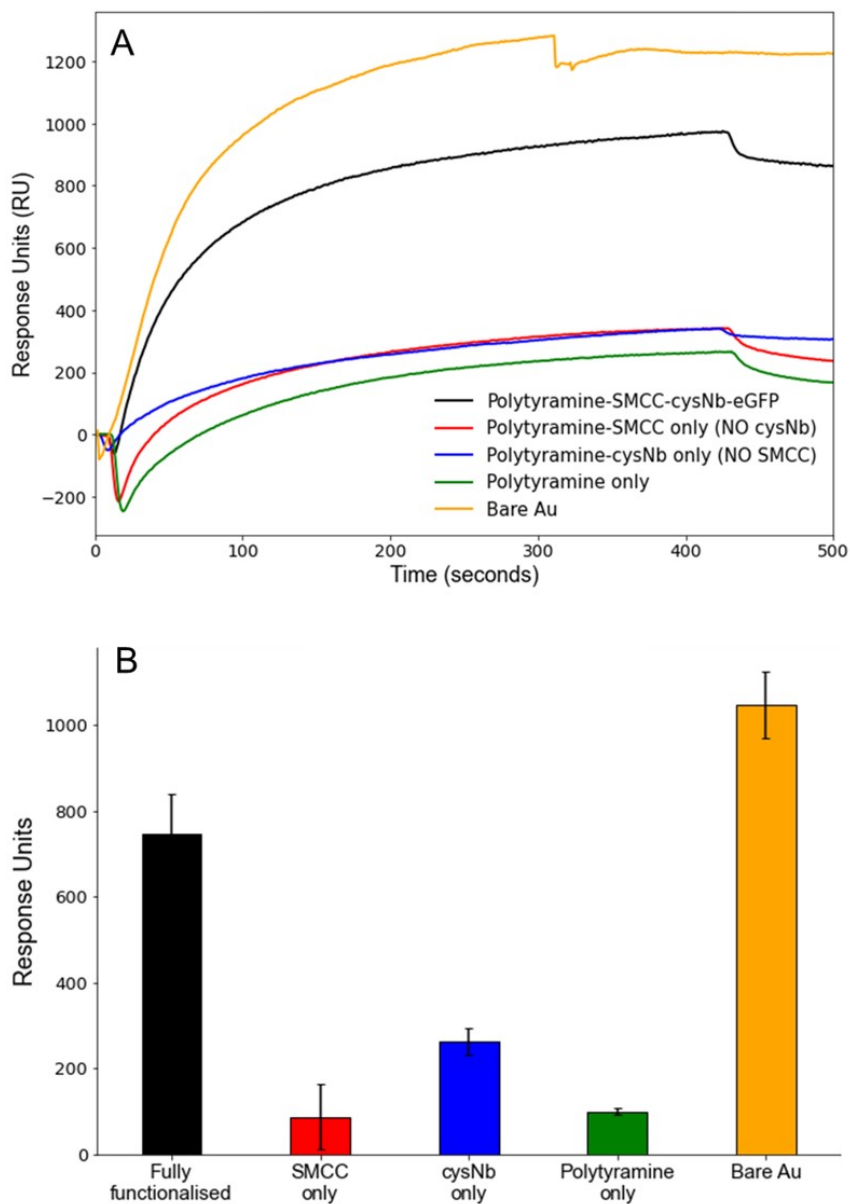 A
1200
1000
800
600
400
200
0
−200
Response Units (RU)
Polytyramine-SMCC-cysNb-eGFP
Polytyramine-SMCC only (NO cysNb)
Polytyramine-cysNb only (NO SMCC)
Polytyramine only
Bare Au
0 100 200 300 400 500
Time (seconds)
B
1000
800
600
400
200
0
Response Units
Fully functionalised
SMCC only
cysNb only
Polytyramine only
Bare Au